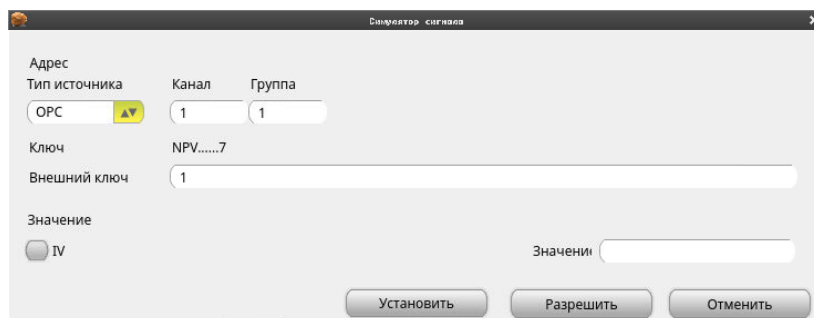 Симулятор сигнала
Адрес
Тип источника Канал Группа
OPC 1 1
Ключ NPV......7
Внешний ключ 1
Значение
IV Значени
Установить Разрешить Отменить